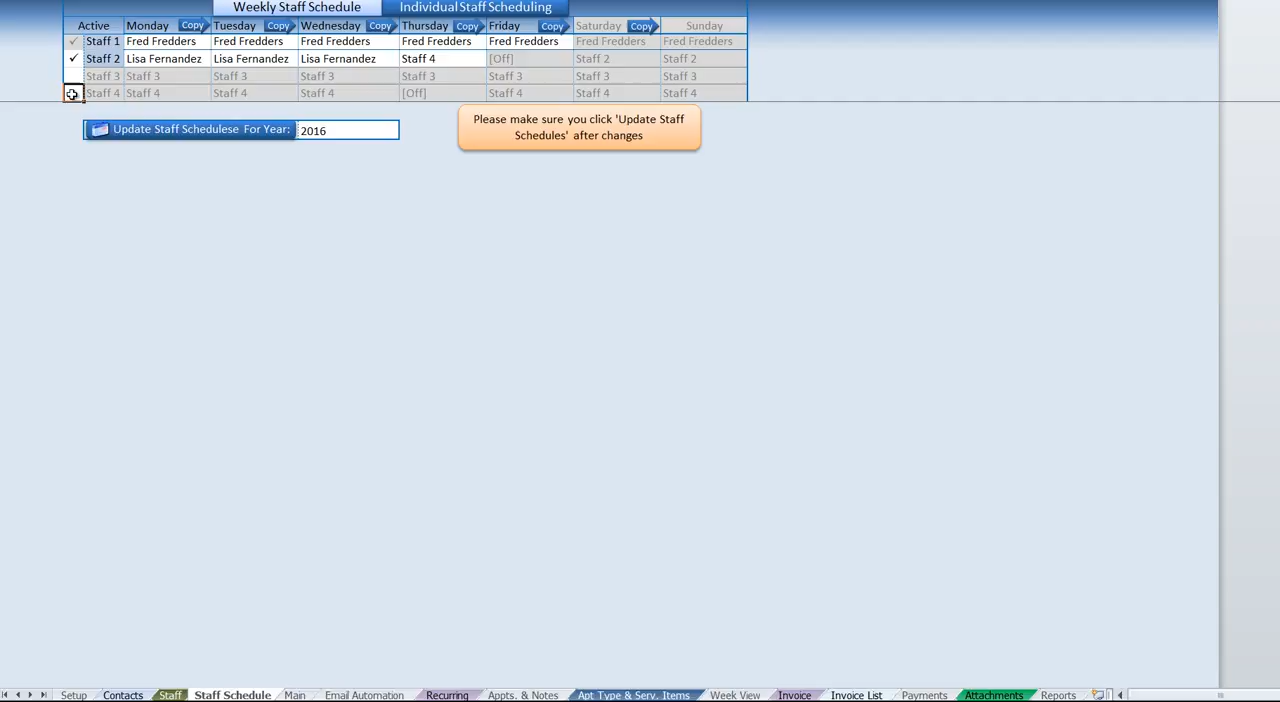 Weekly Staff Schedule Individual Staff Scheduling
Active Monday Copy Tuesday Copy Wednesday Copy Thursday Copy Friday Copy Saturday Copy Sunday
✓ Staff 1 Fred Fredders Fred Fredders Fred Fredders Fred Fredders Fred Fredders Fred Fredders Fred Fredders
✓ Staff 2 Lisa Fernandez Lisa Fernandez Lisa Fernandez Staff 4 [Off] Staff 2 Staff 2
Staff 3 Staff 3 Staff 3 Staff 3 Staff 3 Staff 3 Staff 3 Staff 3
Staff 4 Staff 4 Staff 4 Staff 4 [Off] Staff 4 Staff 4 Staff 4
Update Staff Schedulese For Year: 2016
Please make sure you click 'Update Staff
Schedules' after changes
Setup Contacts Staff Staff Schedule Main Email Automation Recurring Appts. & Notes Apt Type & Serv. Items Week View Invoice Invoice List Payments Attachments Reports